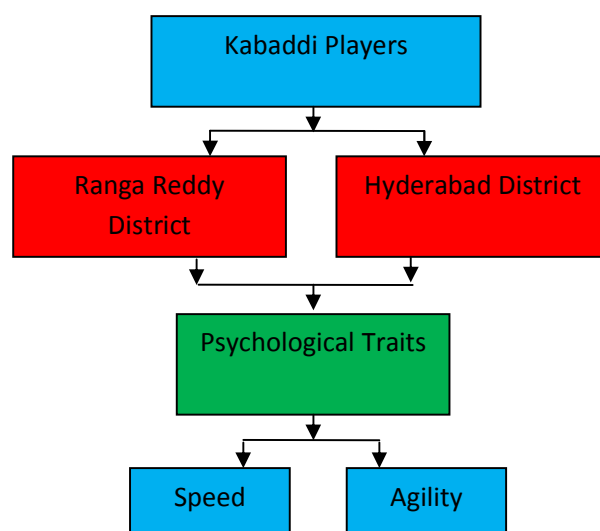 Kabaddi Players
Ranga Reddy
District
Hyderabad District
Psychological Traits
Speed
Agility